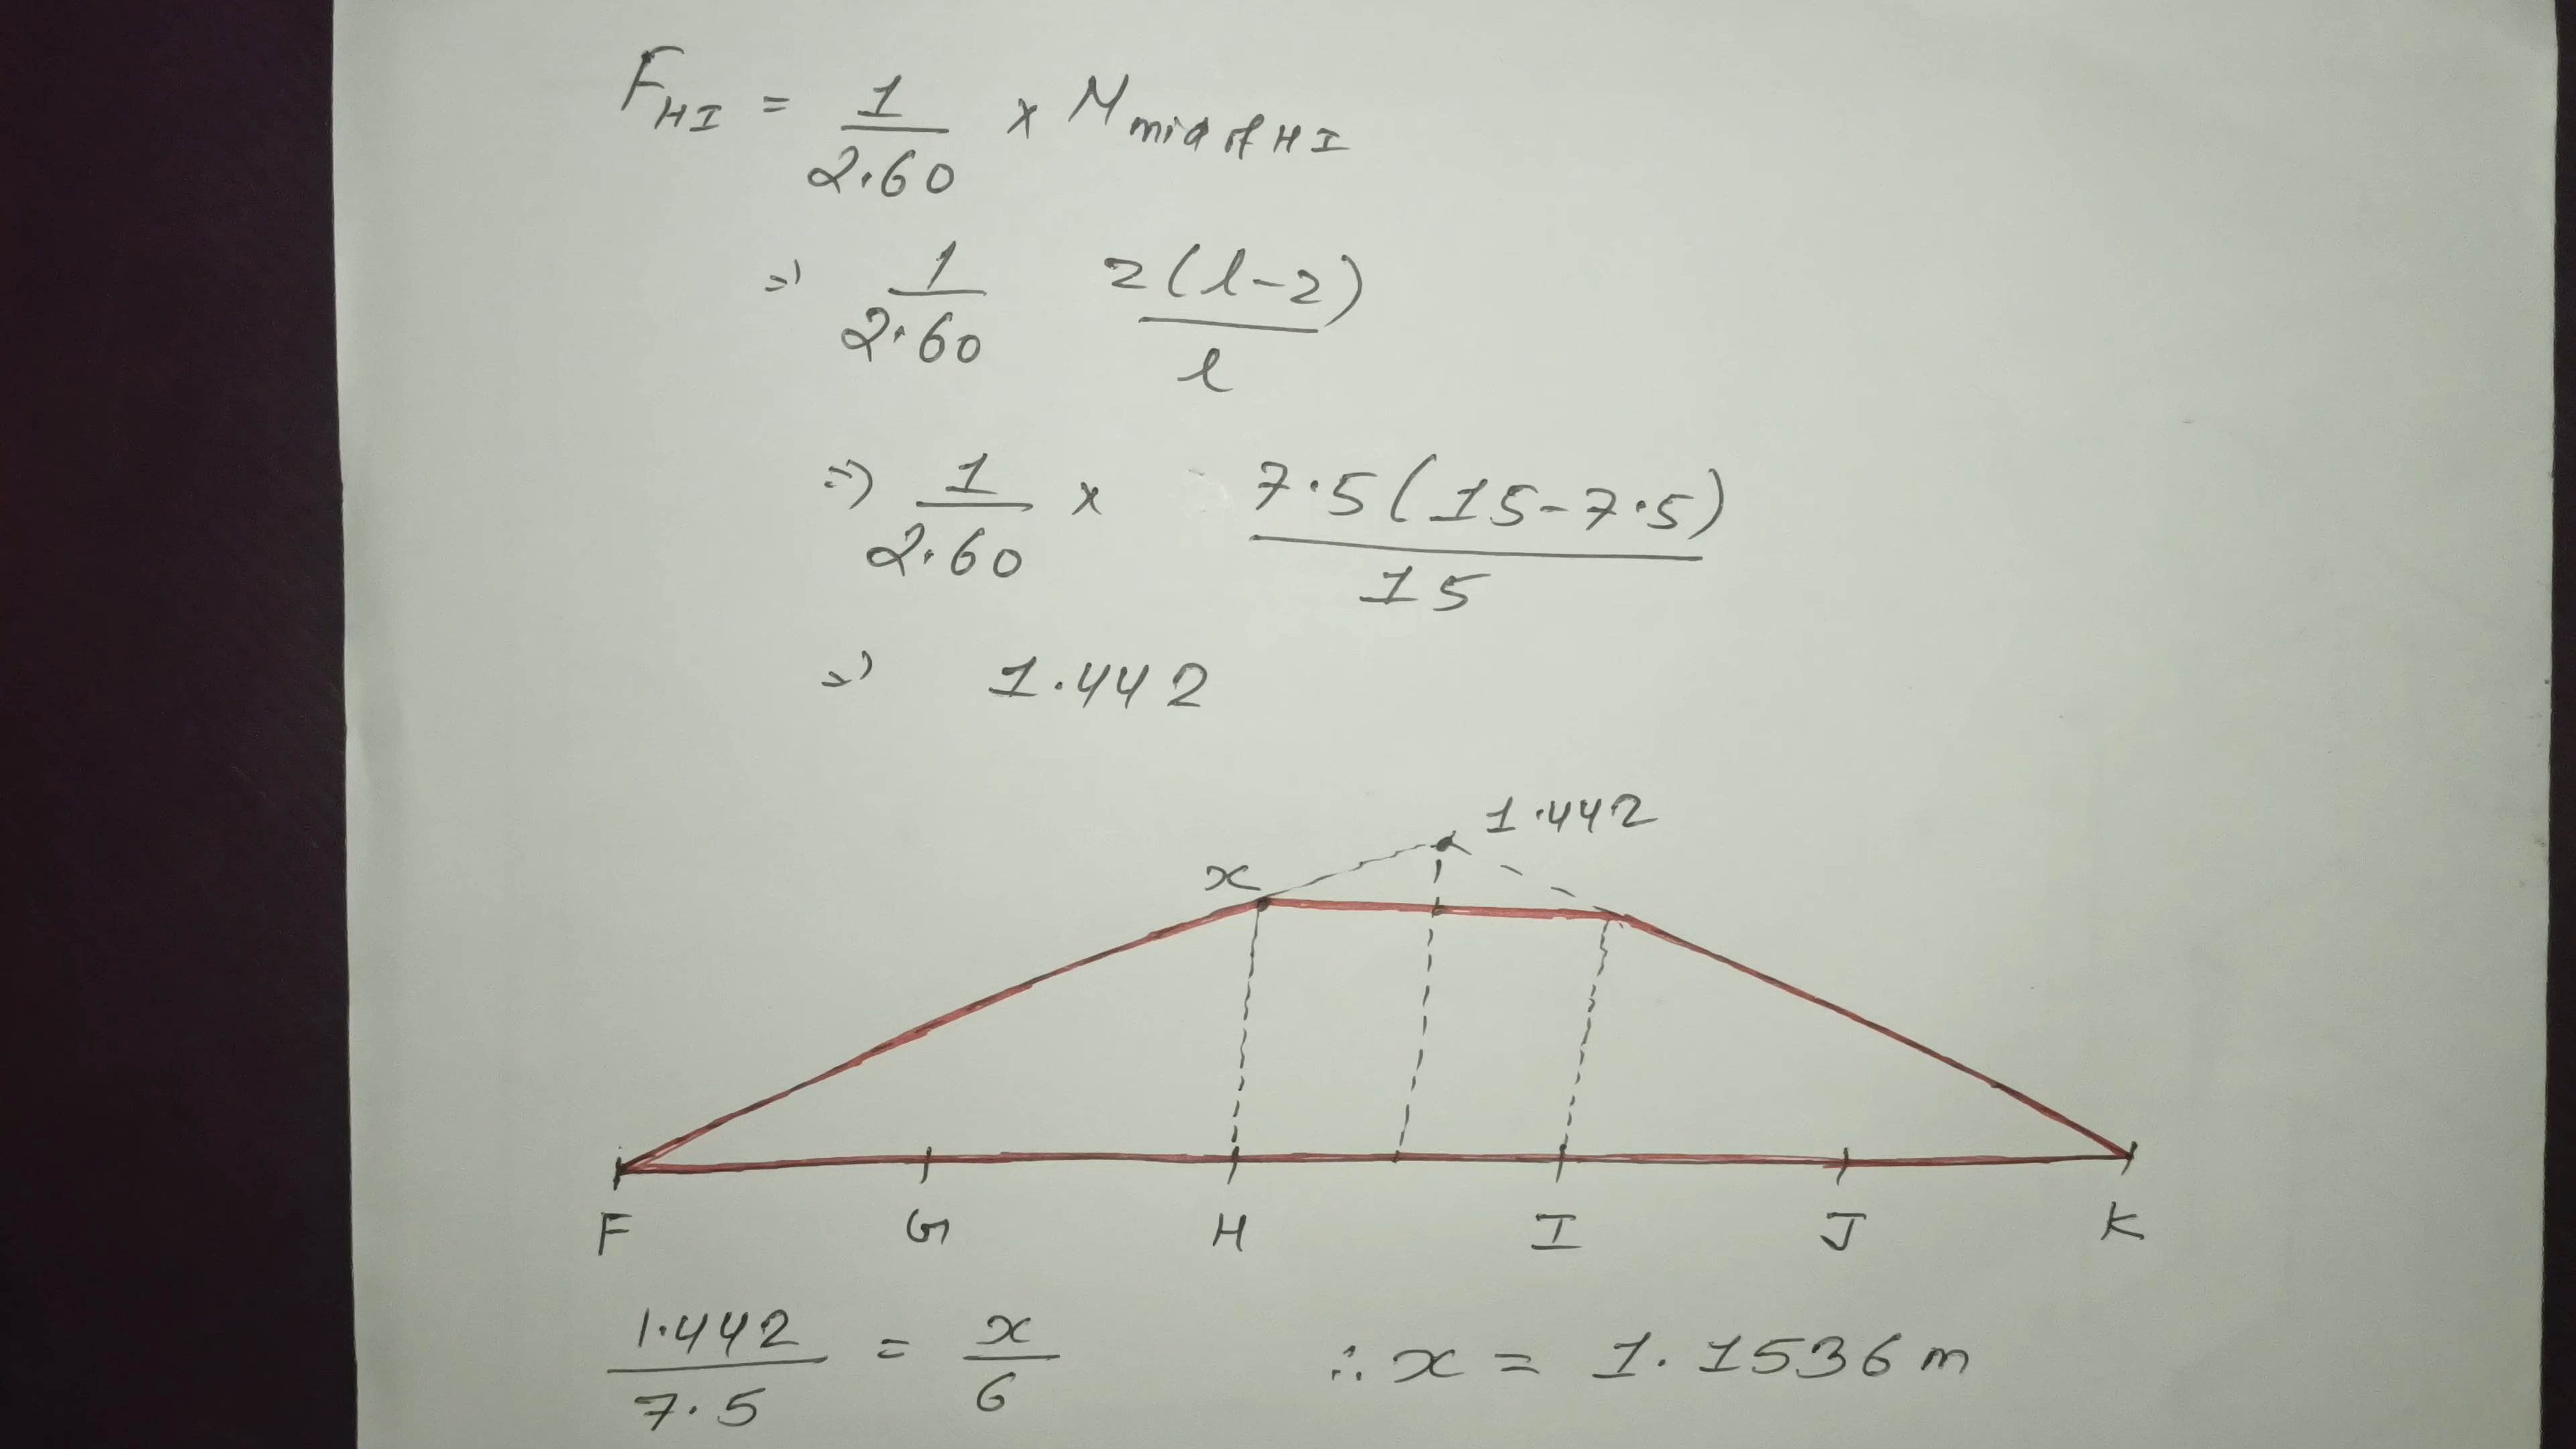 F_HI = 1/2.60 × M mid of HI
⇒ 1/2.60 z(l-z)/l
⇒ 1/2.60 × 7.5(15-7.5)/15
⇒ 1.442
1.442
x
F G H I J K
1.442/7.5 = x/6 ∴ x = 1.1536 m